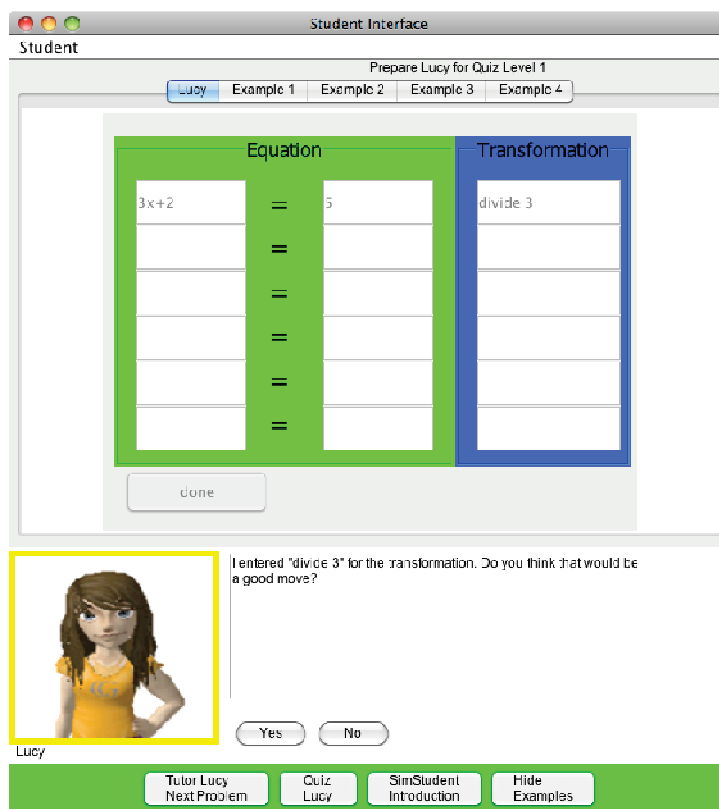 Student Interface
Student
Prepare Lucy for Quiz Level 1
Lucy Example 1 Example 2 Example 3 Example 4
Equation Transformation
3x+2 = 5 divide 3
=
=
=
=
=
done
I entered "divide 3" for the transformation. Do you think that would be
a good move?
Yes No
Lucy
Tutor Lucy
Next Problem
Quiz
Lucy
SimStudent
Introduction
Hide
Examples